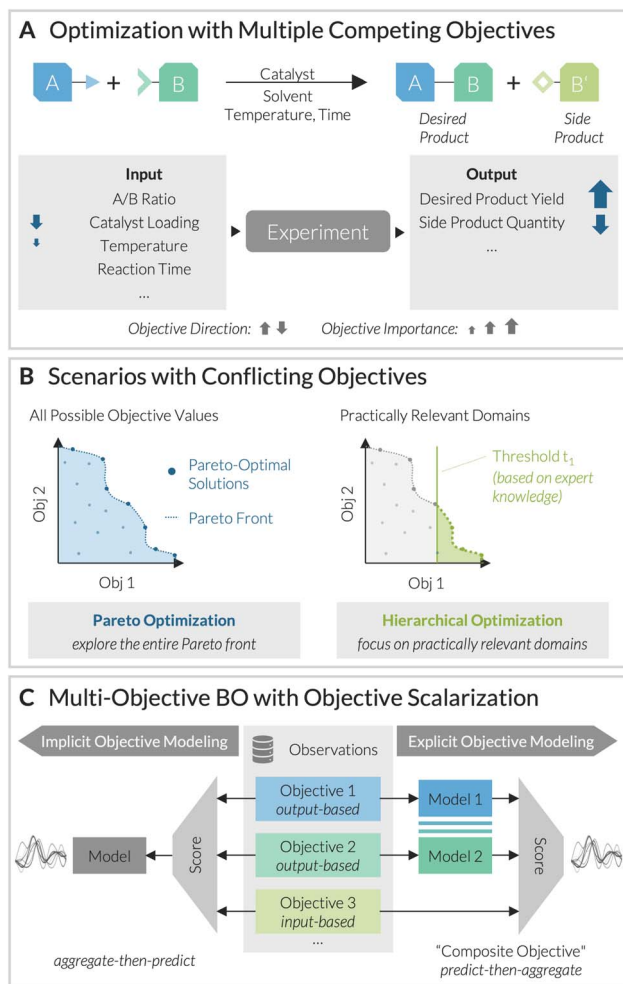 A Optimization with Multiple Competing Objectives
A + B
Catalyst
Solvent
Temperature, Time
A B + B'
Desired
Product
Side
Product
Input
A/B Ratio
Catalyst Loading
Temperature
Reaction Time
...
Experiment
Output
Desired Product Yield
Side Product Quantity
...
Objective Direction:
Objective Importance:
B Scenarios with Conflicting Objectives
All Possible Objective Values
Obj 2
Obj 1
Pareto-Optimal
Solutions
Pareto Front
Pareto Optimization
explore the entire Pareto front
Practically Relevant Domains
Obj 2
Obj 1
Threshold t1
(based on expert
knowledge)
Hierarchical Optimization
focus on practically relevant domains
C Multi-Objective BO with Objective Scalarization
Implicit Objective Modeling
Observations
Explicit Objective Modeling
Model
Score
Objective 1
output-based
Objective 2
output-based
Objective 3
input-based
...
Model 1
Model 2
Score
aggregate-then-predict
"Composite Objective"
predict-then-aggregate